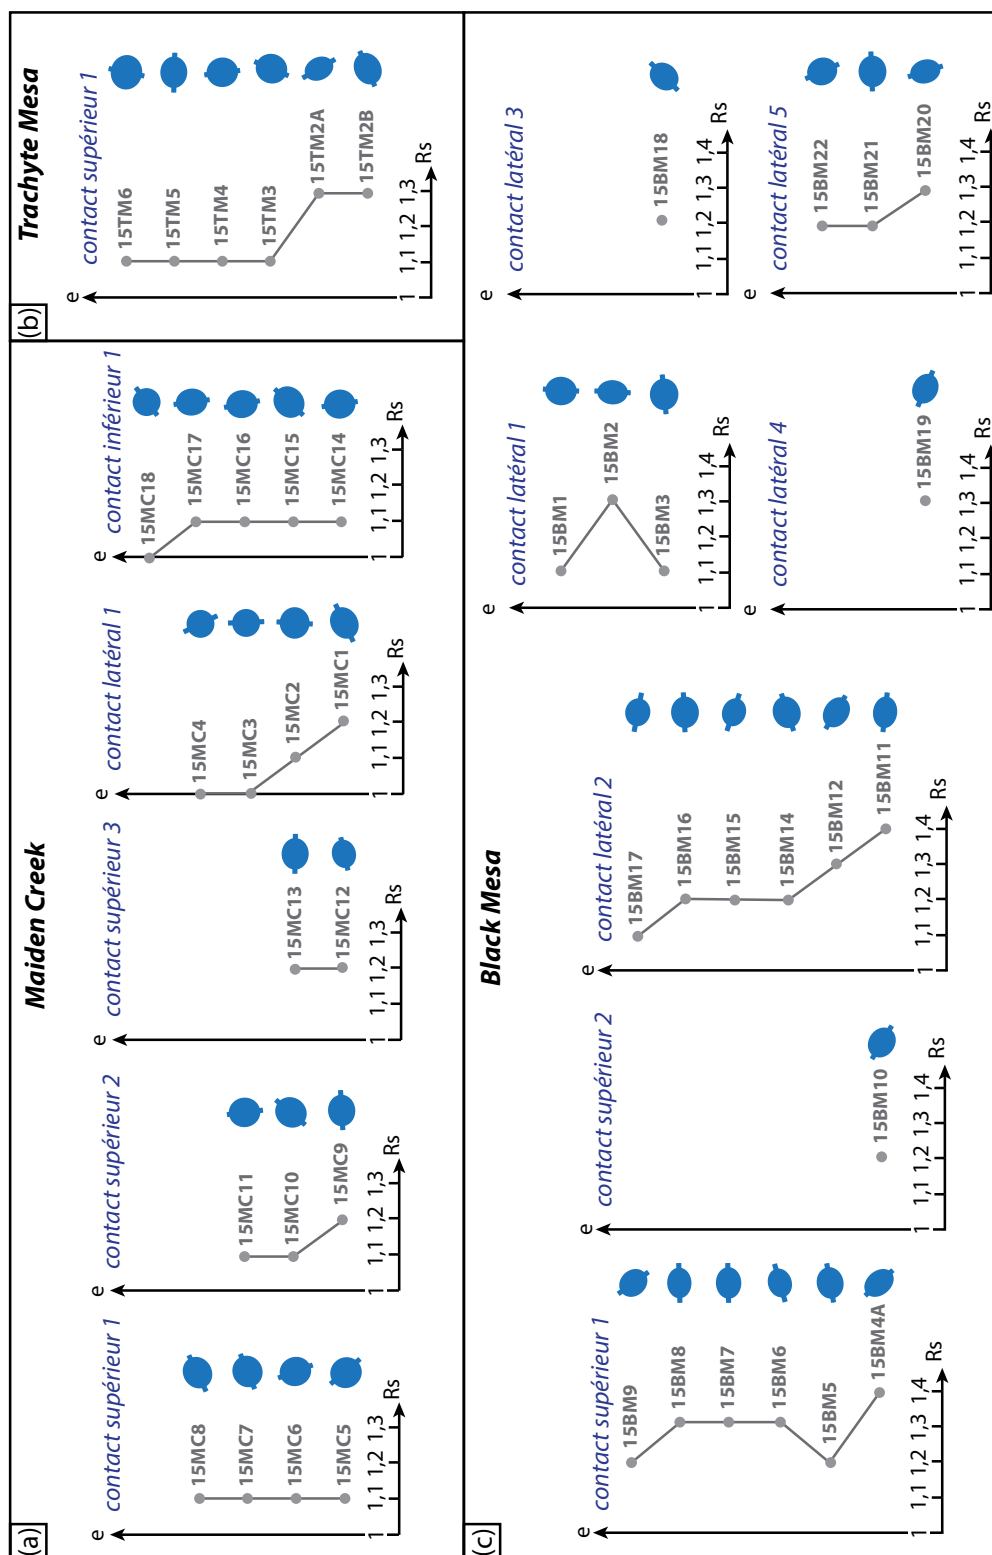 (a)
Maiden Creek
contact supérieur 1
e
15MC8
15MC7
15MC6
15MC5
1 1,1 1,2 1,3
Rs
contact supérieur 2
e
15MC11
15MC10
15MC9
1 1,1 1,2 1,3
Rs
contact supérieur 3
e
15MC13
15MC12
1 1,1 1,2 1,3
Rs
contact latéral 1
e
15MC4
15MC3
15MC2
15MC1
1 1,1 1,2 1,3
Rs
contact inférieur 1
e
15MC18
15MC17
15MC16
15MC15
15MC14
1 1,1 1,2 1,3
Rs
(b)
Trachyte Mesa
contact supérieur 1
e
15TM6
15TM5
15TM4
15TM3
15TM2A
15TM2B
1 1,1 1,2 1,3
Rs
(c)
Black Mesa
contact supérieur 1
e
15BM9
15BM8
15BM7
15BM6
15BM5
15BM4A
1 1,1 1,2 1,3 1,4
Rs
contact supérieur 2
e
15BM10
1 1,1 1,2 1,3 1,4
Rs
contact latéral 2
e
15BM17
15BM16
15BM15
15BM14
15BM12
15BM11
1 1,1 1,2 1,3 1,4
Rs
contact latéral 1
e
15BM1
15BM2
15BM3
1 1,1 1,2 1,3 1,4
Rs
contact latéral 3
e
15BM18
1 1,1 1,2 1,3 1,4
Rs
contact latéral 4
e
15BM19
1 1,1 1,2 1,3 1,4
Rs
contact latéral 5
e
15BM22
15BM21
15BM20
1 1,1 1,2 1,3 1,4
Rs